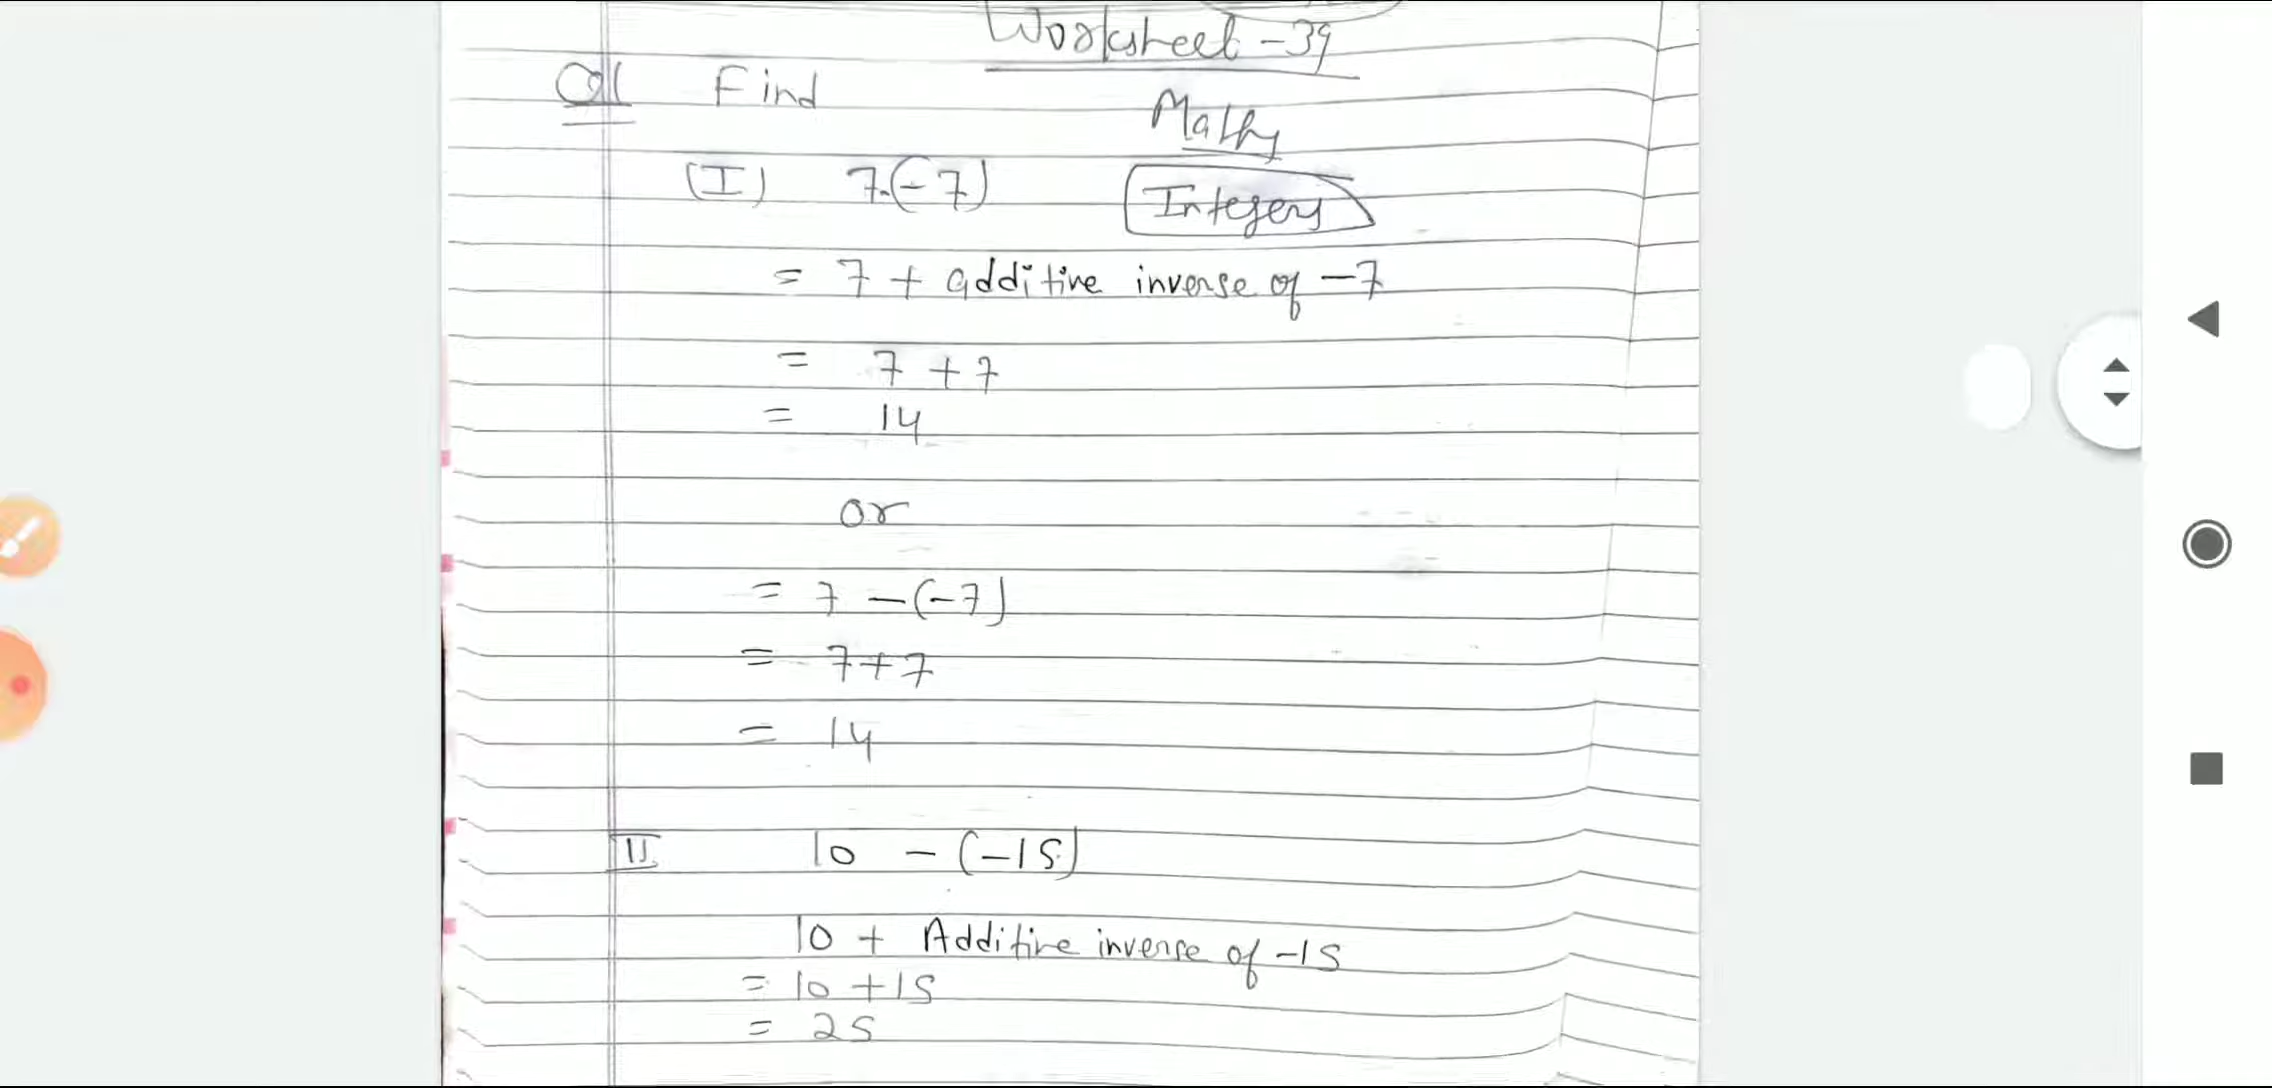 Worksheet - 39
Q1 Find
Maths
(I) 7-(-7)
Integers
= 7 + additive inverse of -7
= 7 + 7
= 14
or
= 7 - (-7)
= 7+7
= 14
II 10 - (-15)
10 + Additive inverse of -15
= 10 + 15
= 25